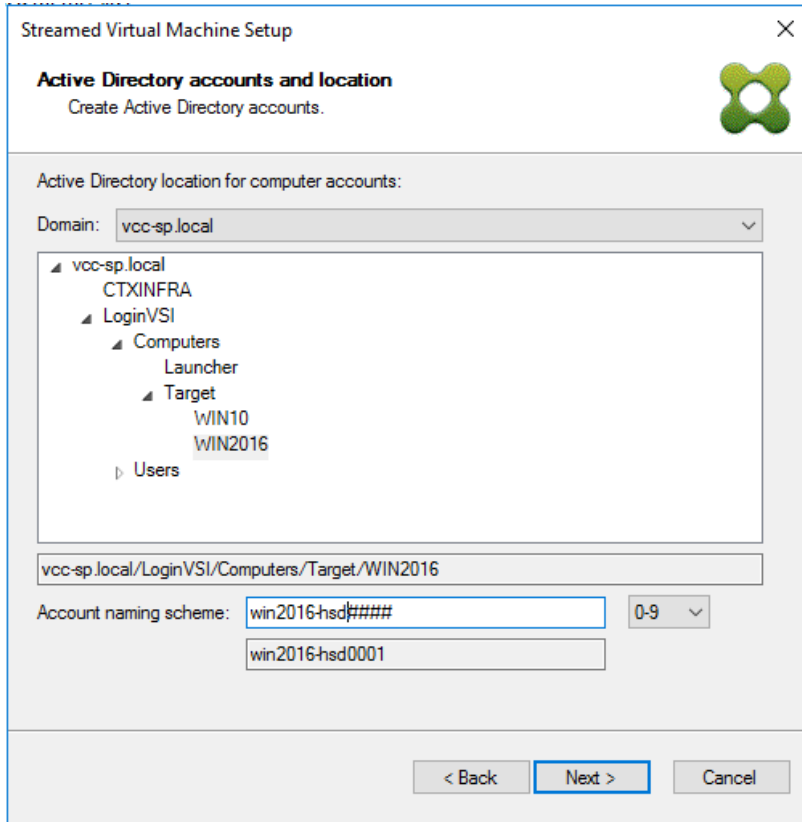 Streamed Virtual Machine Setup
Active Directory accounts and location
Create Active Directory accounts.
Active Directory location for computer accounts:
Domain: vcc-sp.local
vcc-sp.local
CTXINFRA
LoginVSI
Computers
Launcher
Target
WIN10
WIN2016
Users
vcc-sp.local/LoginVSI/Computers/Target/WIN2016
Account naming scheme: win2016-hsd#### 0-9
win2016-hsd0001
< Back Next > Cancel